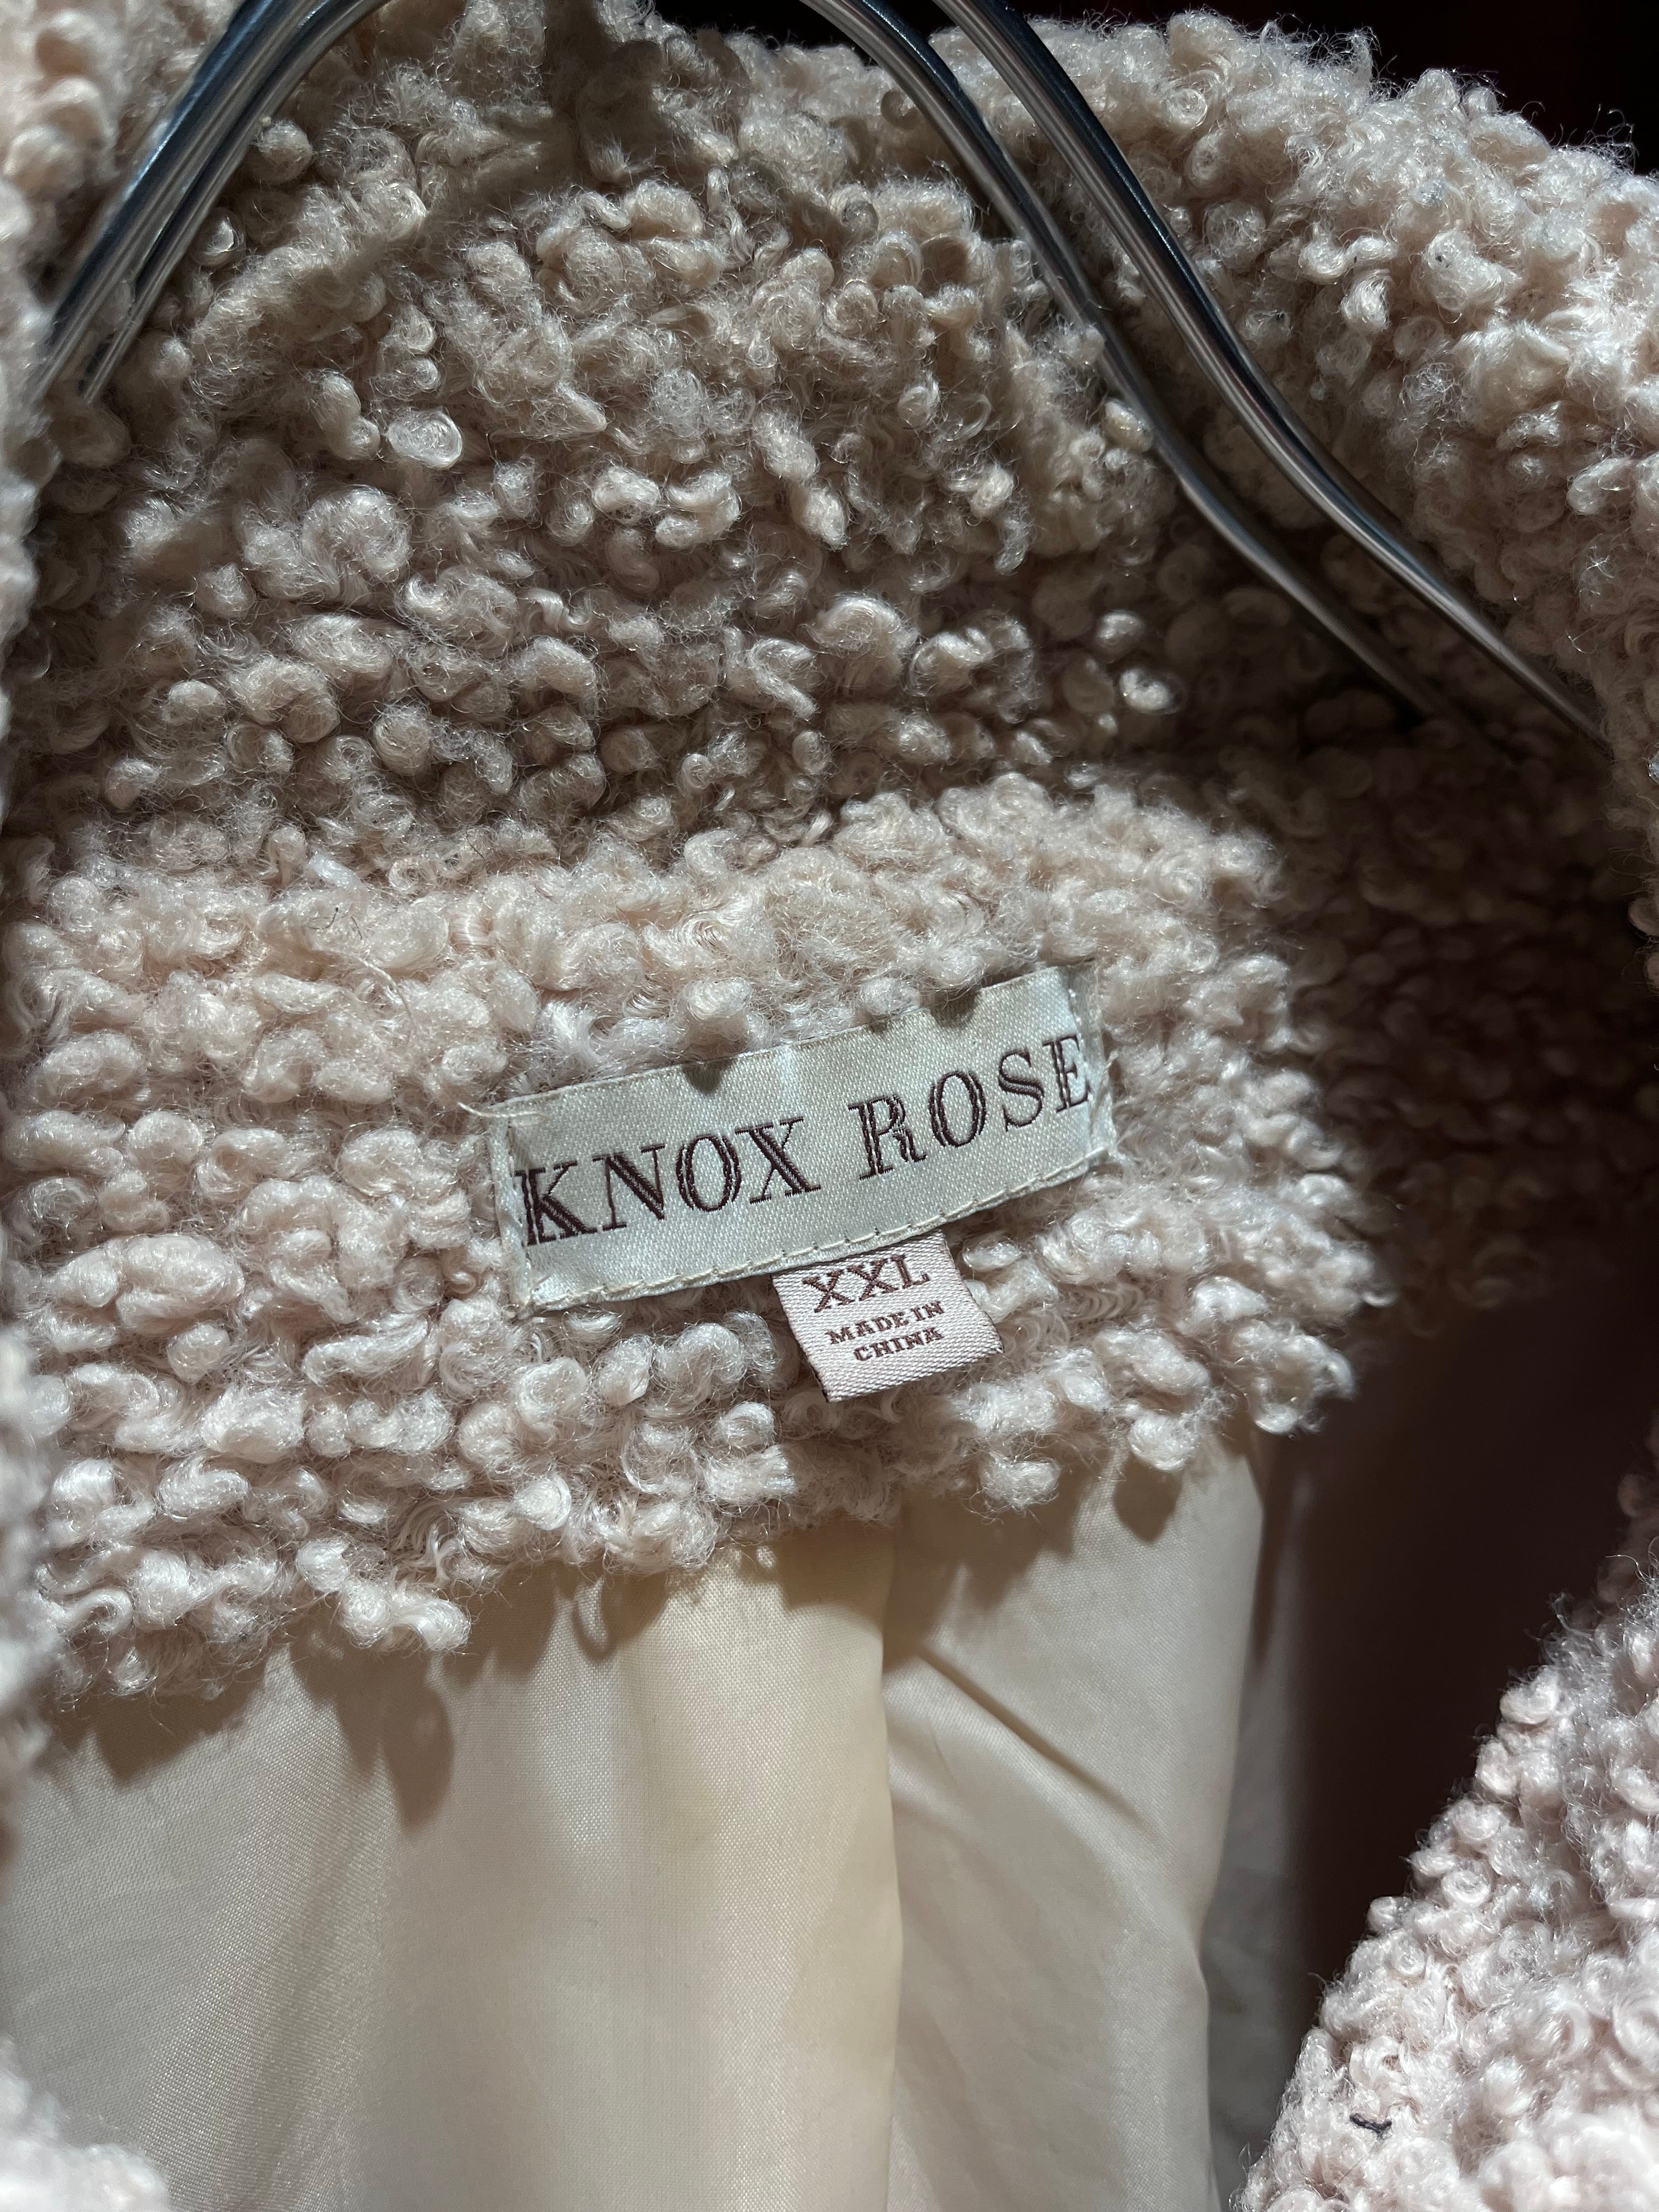 KNOX ROSE
XXL
MADE IN
CHINA